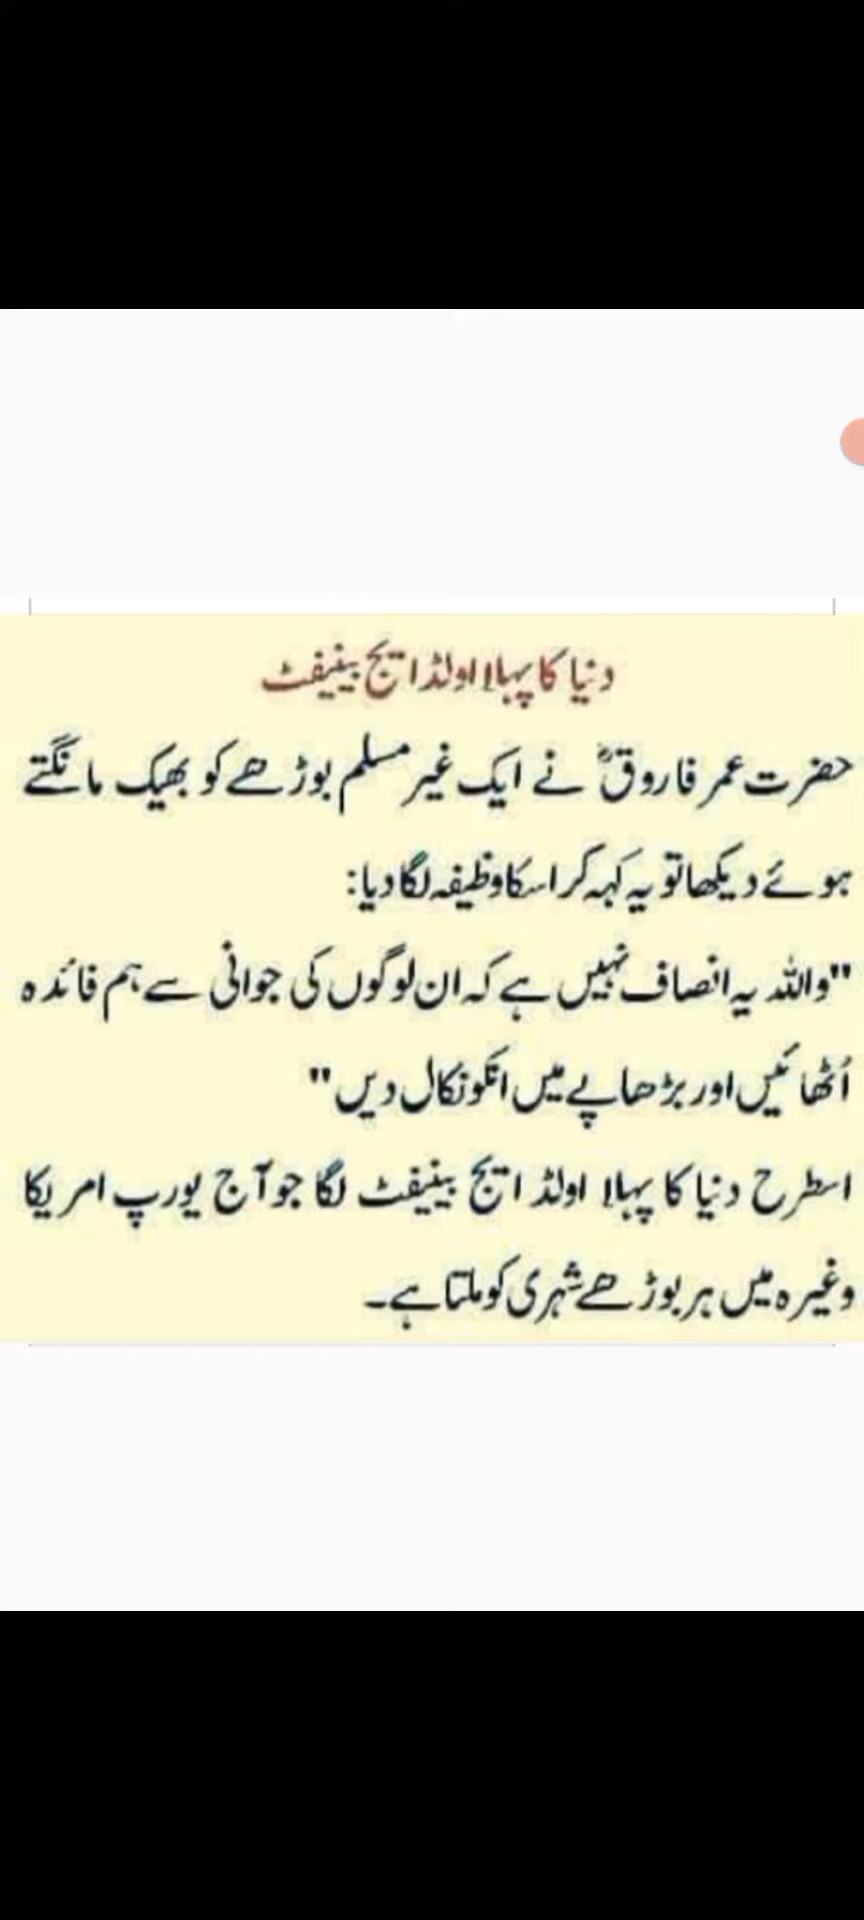 دنیا کا پہلا اولڈ ایج بینیفٹ
حضرت عمر فاروقؓ نے ایک غیر مسلم بوڑھے کو بھیک مانگتے
ہوئے دیکھا تو یہ کہہ کر اسکا وظیفہ لگا دیا:
"واللہ یہ انصاف نہیں ہے کہ ان لوگوں کی جوانی سے ہم فائدہ
اُٹھائیں اور بڑھاپے میں انکو نکال دیں"
اسطرح دنیا کا پہلا اولڈ ایج بینیفٹ لگا جو آج یورپ امریکا
وغیرہ میں ہر بوڑھے شہری کو ملتا ہے۔